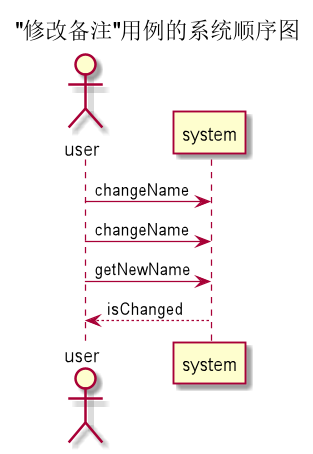 "修改备注"用例的系统顺序图
user
system
changeName
changeName
getNewName
isChanged
user
system